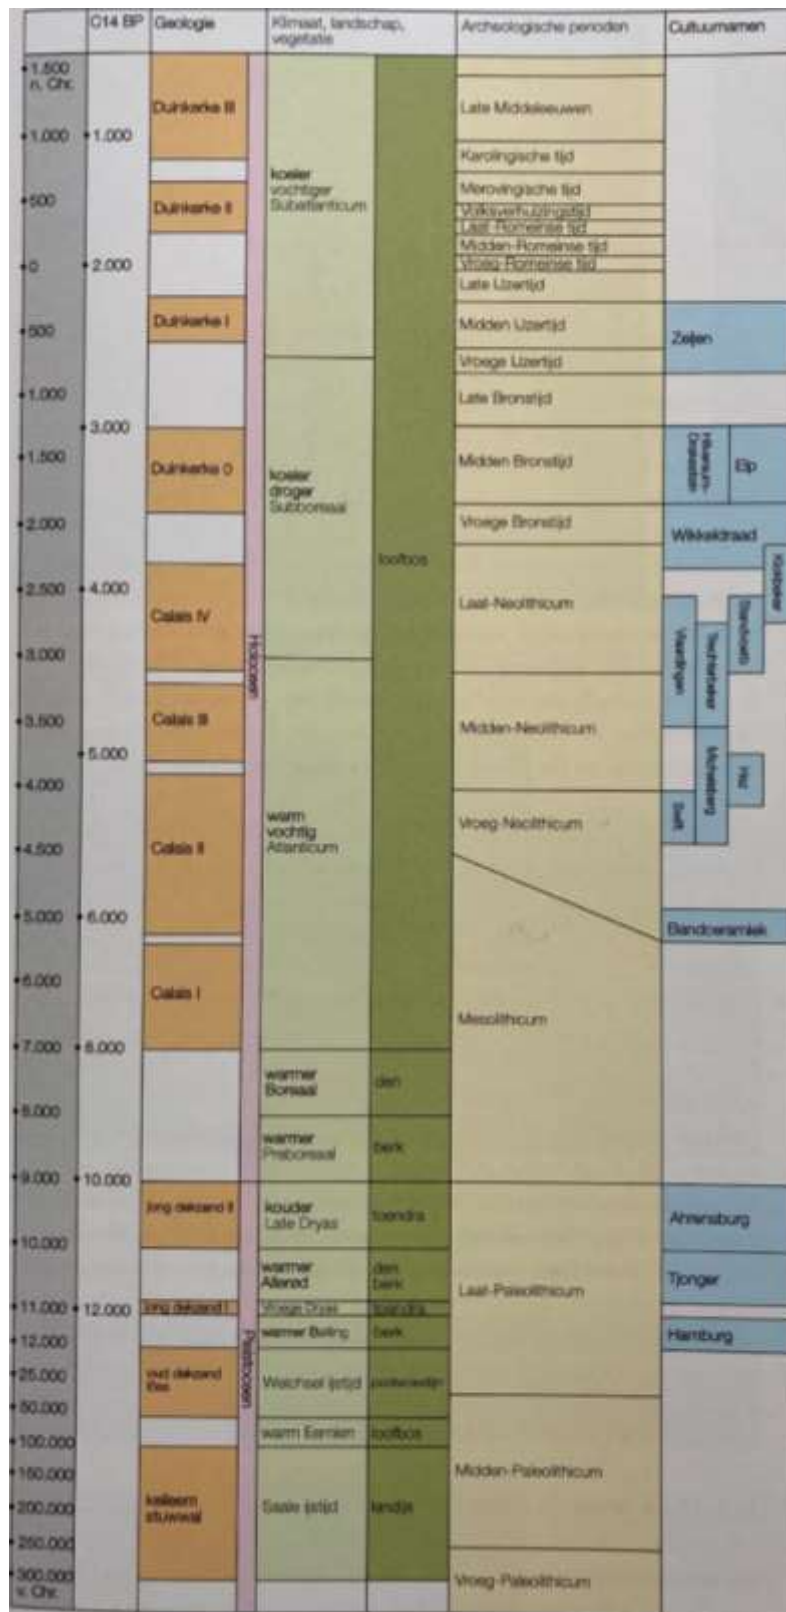 C14 BP
Geologie
Klimaat, landschap,
vegetatie
Archeologische perioden
Cultuurnamen
1.500
n. Chr.
1.000
500
0
500
1.000
1.500
2.000
2.500
3.000
3.500
4.000
4.500
5.000
6.000
7.000
8.000
9.000
10.000
11.000
12.000
25.000
50.000
100.000
150.000
200.000
250.000
300.000
v. Chr.
1.000
2.000
3.000
4.000
5.000
6.000
8.000
10.000
12.000
Duinkerke III
Duinkerke II
Duinkerke I
Duinkerke 0
Calais IV
Calais III
Calais II
Calais I
jong dekzand II
jong dekzand I
oud dekzand
löss
keileem
stuwwal
Holoceen
Pleistoceen
koeler
vochtiger
Subatlanticum
koeler
droger
Subboreaal
warm
vochtig
Atlanticum
warmer
Boreaal
warmer
Preboreaal
kouder
Late Dryas
warmer
Allerød
Vroege Dryas
warmer Bølling
Weichsel ijstijd
warm Eemien
Saale ijstijd
loofbos
den
berk
toendra
den
berk
toendra
berk
poolwoestijn
loofbos
landijs
Late Middeleeuwen
Karolingische tijd
Merovingische tijd
Volksverhuizingstijd
Laat-Romeinse tijd
Midden-Romeinse tijd
Vroeg-Romeinse tijd
Late IJzertijd
Midden IJzertijd
Vroege IJzertijd
Late Bronstijd
Midden Bronstijd
Vroege Bronstijd
Laat-Neolithicum
Midden-Neolithicum
Vroeg-Neolithicum
Mesolithicum
Laat-Paleolithicum
Midden-Paleolithicum
Vroeg-Paleolithicum
Zeijen
Hilversum-
Drakenstein
Elp
Wikkeldraad
Klokbeker
Standvoetb.
Vlaardingen
Trechterbeker
Michelsberg
Hazd
Swift
Bandceramiek
Ahrensburg
Tjonger
Hamburg